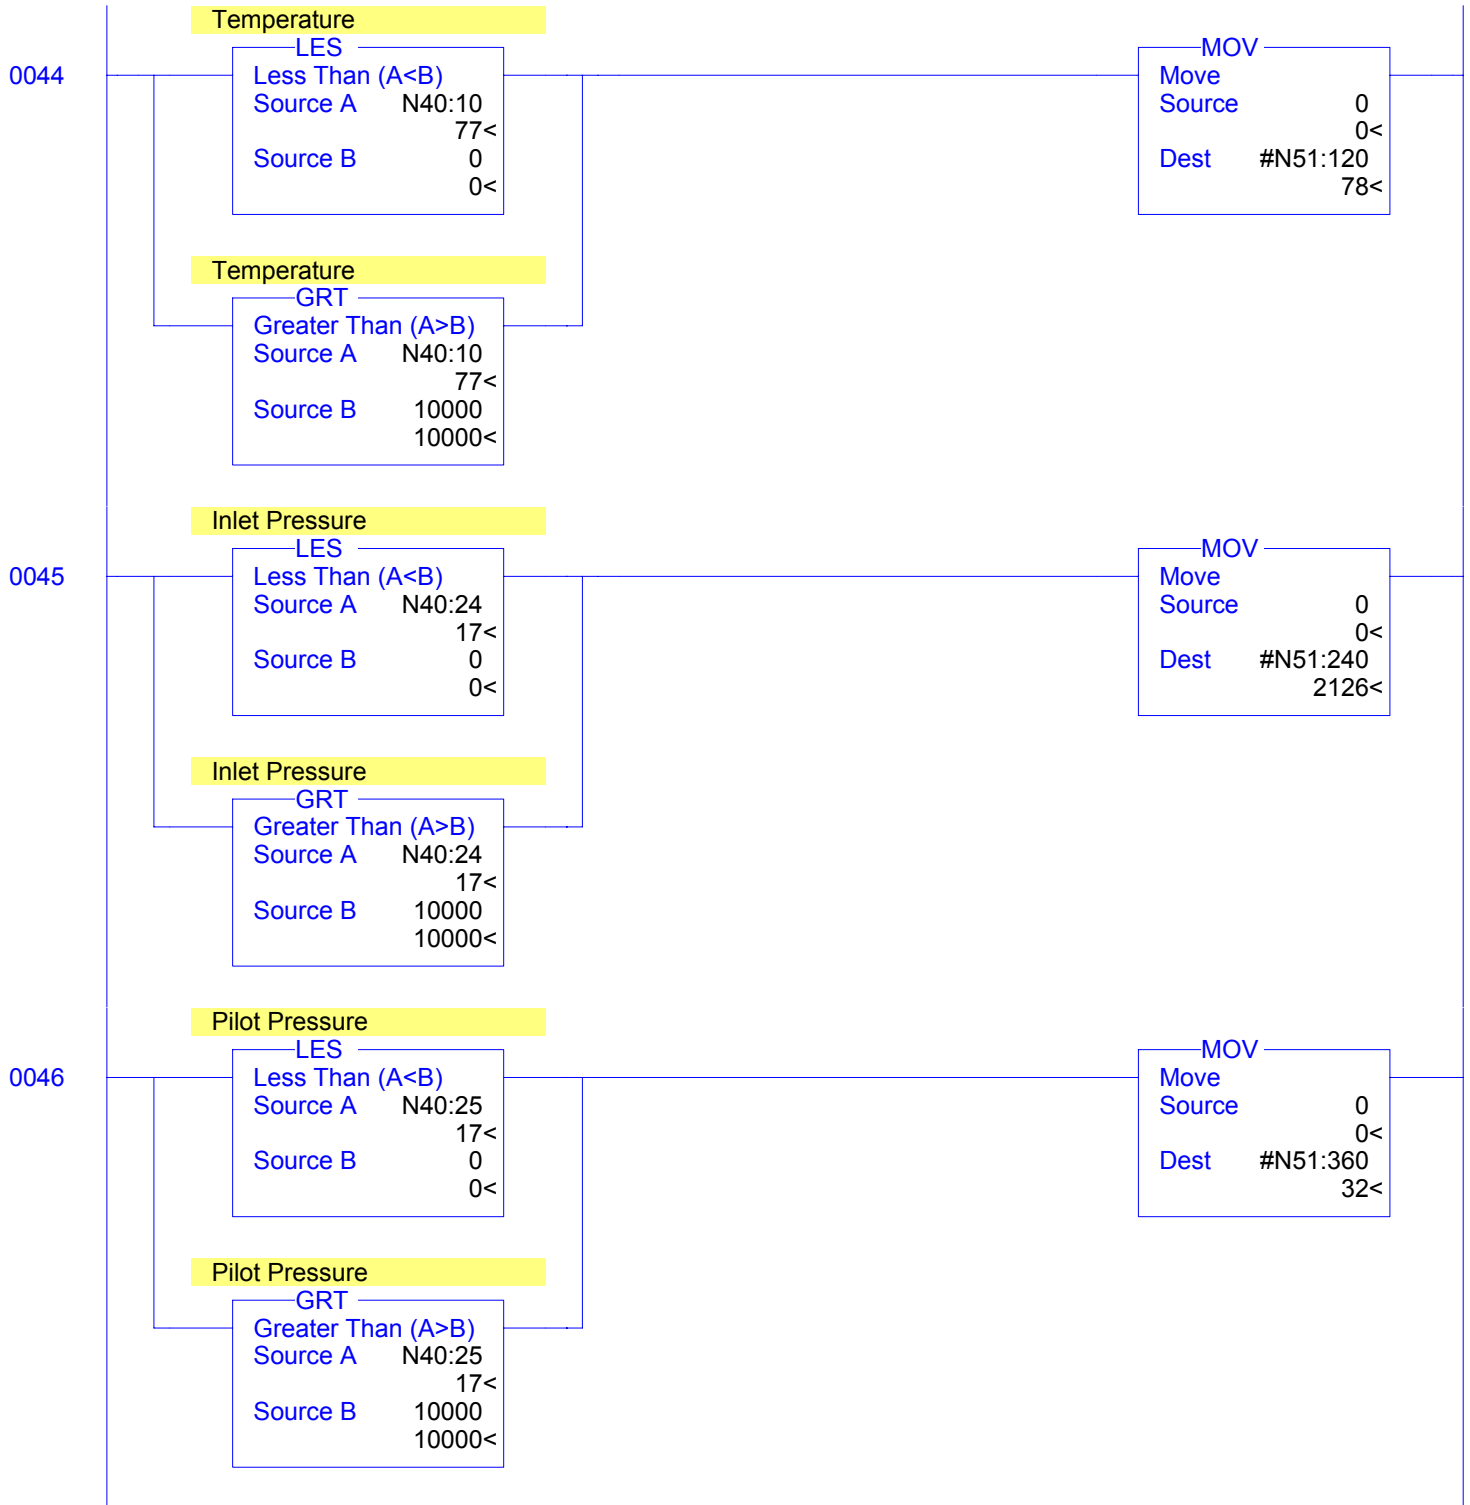 Temperature
LES
0044
Less Than (A<B)
Source A N40:10
77<
Source B 0
0<
MOV
Move
Source 0
0<
Dest #N51:120
78<
Temperature
GRT
Greater Than (A>B)
Source A N40:10
77<
Source B 10000
10000<
Inlet Pressure
LES
0045
Less Than (A<B)
Source A N40:24
17<
Source B 0
0<
MOV
Move
Source 0
0<
Dest #N51:240
2126<
Inlet Pressure
GRT
Greater Than (A>B)
Source A N40:24
17<
Source B 10000
10000<
Pilot Pressure
LES
0046
Less Than (A<B)
Source A N40:25
17<
Source B 0
0<
MOV
Move
Source 0
0<
Dest #N51:360
32<
Pilot Pressure
GRT
Greater Than (A>B)
Source A N40:25
17<
Source B 10000
10000<